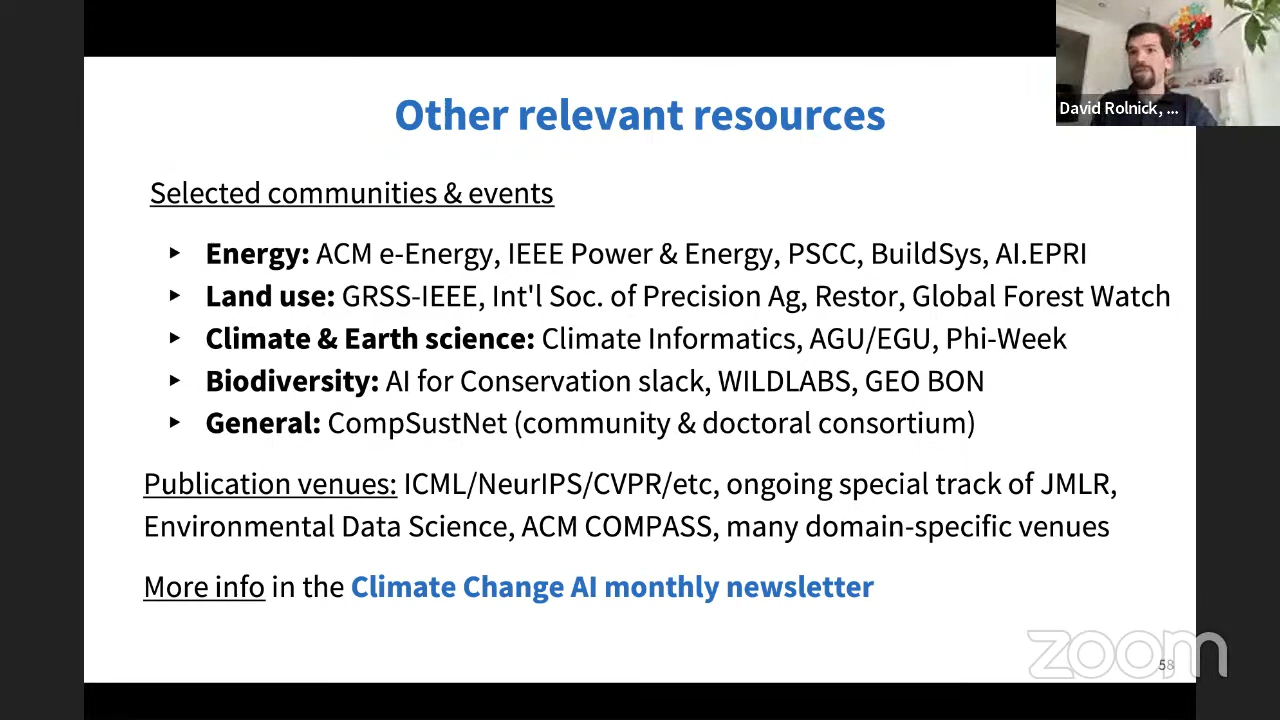 David Rolnick, ...
Other relevant resources
Selected communities & events
‣ Energy: ACM e-Energy, IEEE Power & Energy, PSCC, BuildSys, AI.EPRI
‣ Land use: GRSS-IEEE, Int'l Soc. of Precision Ag, Restor, Global Forest Watch
‣ Climate & Earth science: Climate Informatics, AGU/EGU, Phi-Week
‣ Biodiversity: AI for Conservation slack, WILDLABS, GEO BON
‣ General: CompSustNet (community & doctoral consortium)
Publication venues: ICML/NeurIPS/CVPR/etc, ongoing special track of JMLR,
Environmental Data Science, ACM COMPASS, many domain-specific venues
More info in the Climate Change AI monthly newsletter
zoom
58